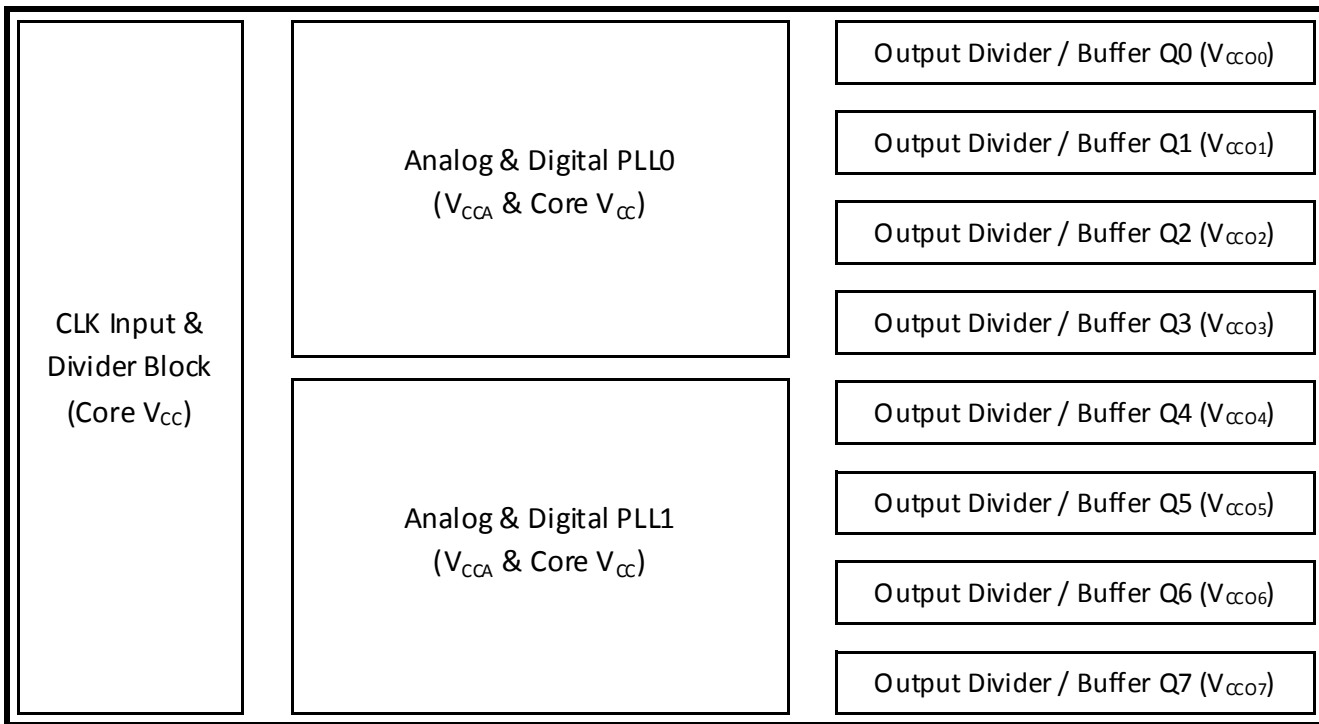 CLK Input &
Divider Block
(Core VCC)
Analog & Digital PLL0
(VCCA & Core VCC)
Analog & Digital PLL1
(VCCA & Core VCC)
Output Divider / Buffer Q0 (VCCO0)
Output Divider / Buffer Q1 (VCCO1)
Output Divider / Buffer Q2 (VCCO2)
Output Divider / Buffer Q3 (VCCO3)
Output Divider / Buffer Q4 (VCCO4)
Output Divider / Buffer Q5 (VCCO5)
Output Divider / Buffer Q6 (VCCO6)
Output Divider / Buffer Q7 (VCCO7)